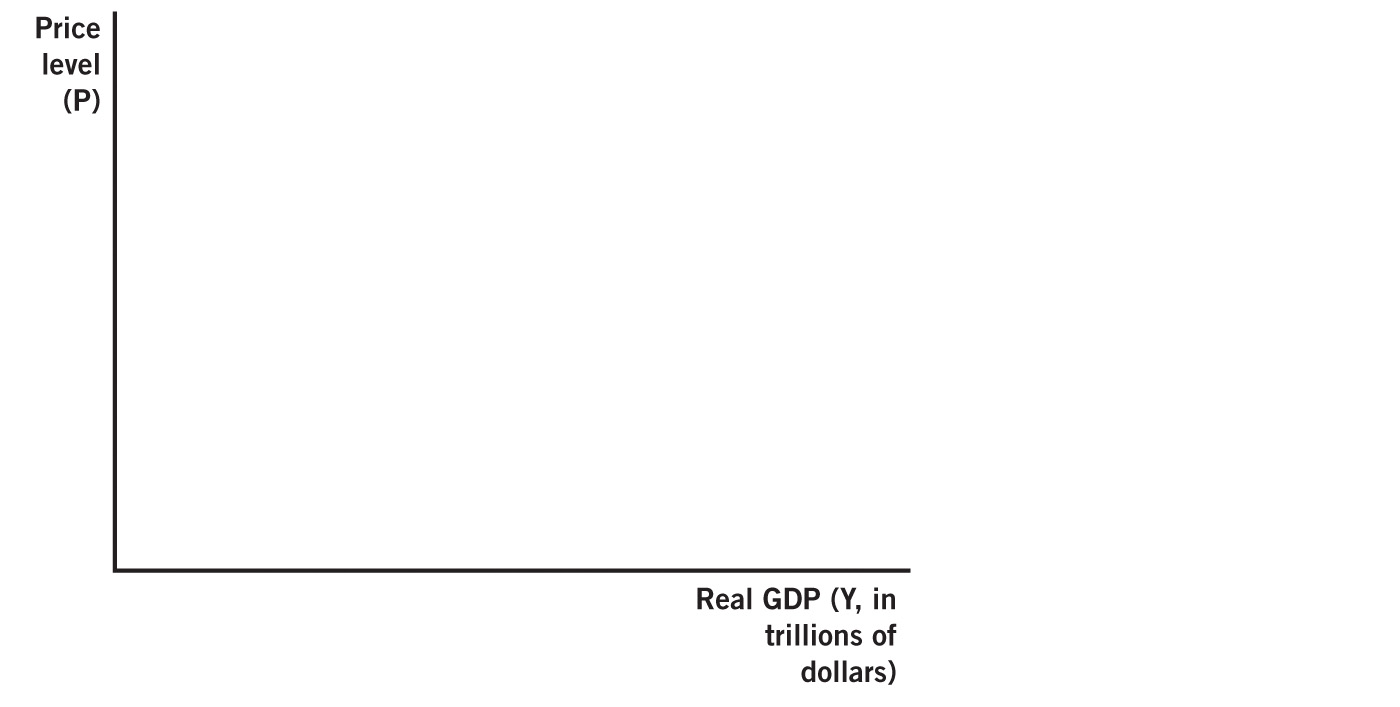 Price
level
(P)
Real GDP (Y, in
trillions of
dollars)